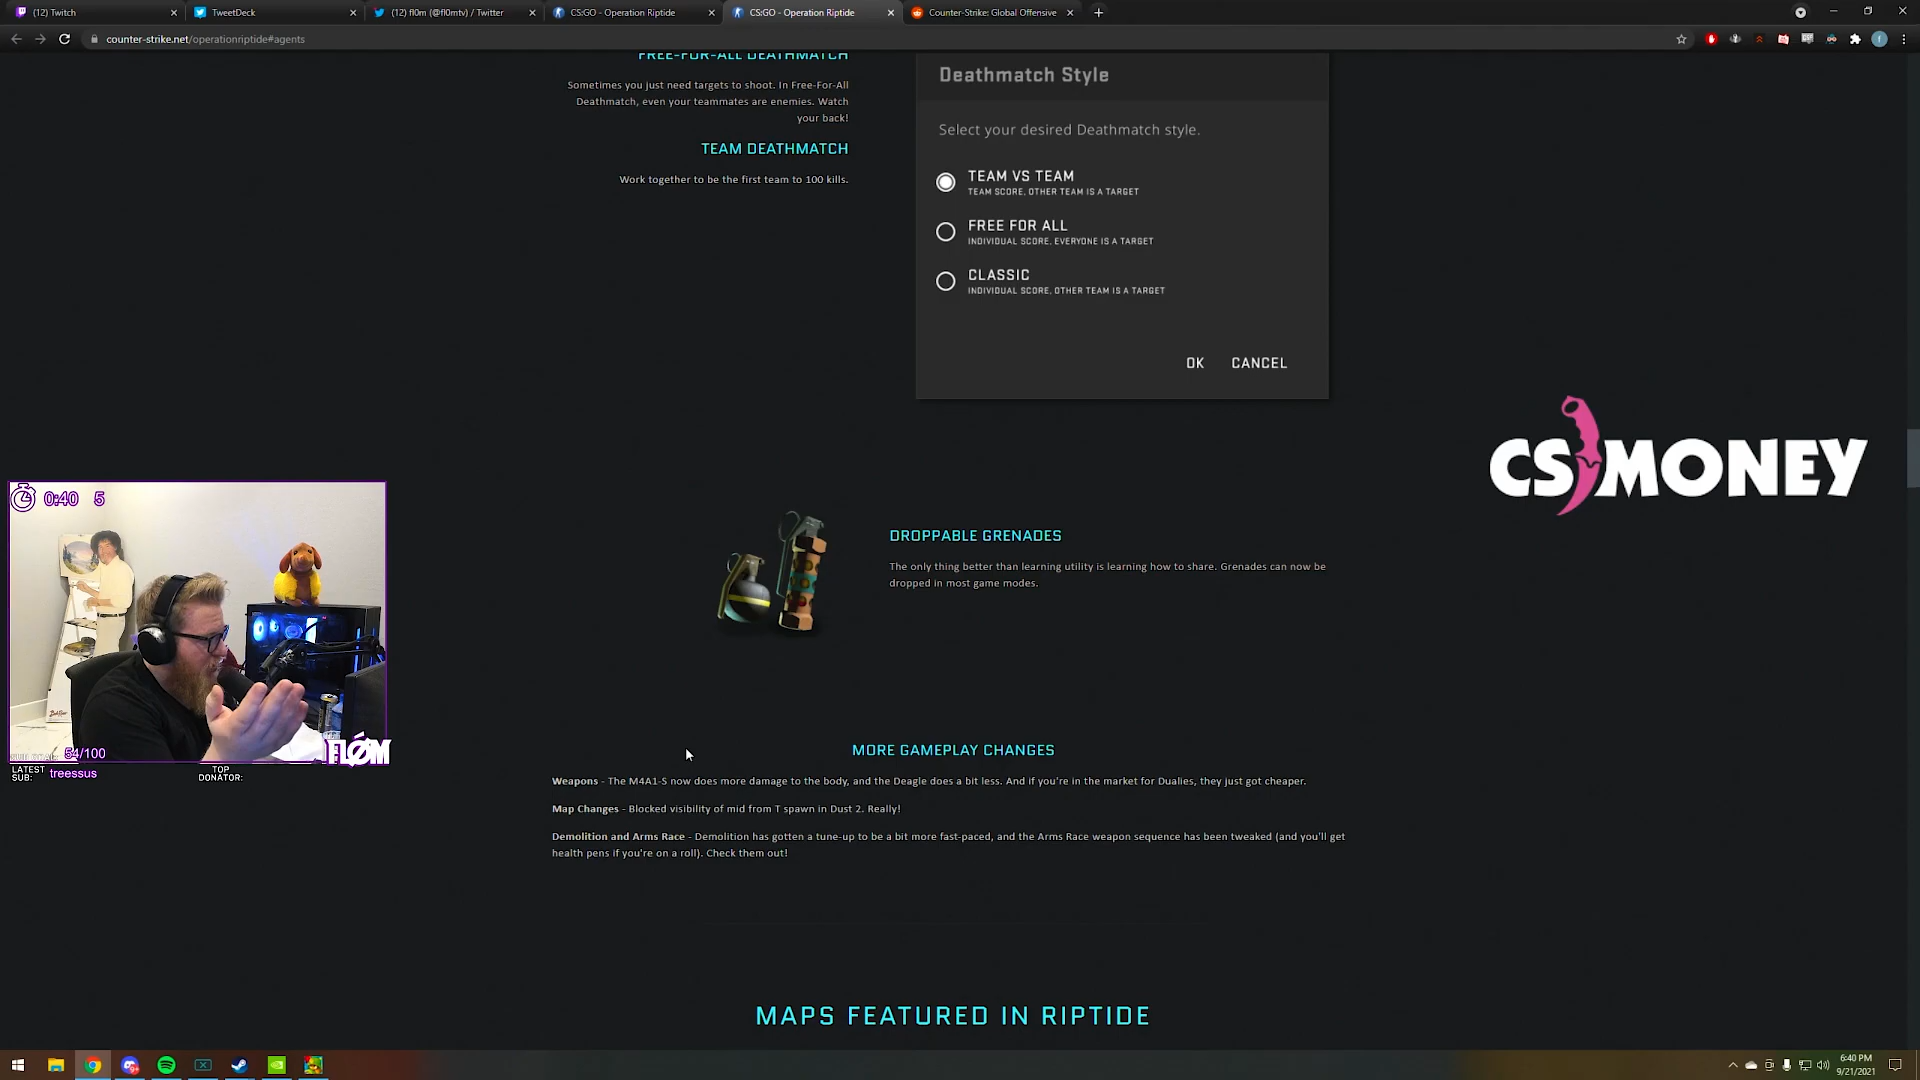 (12) Twitch
TweetDeck
(12) fl0m (@fl0mtv) / Twitter
CS:GO - Operation Riptide
CS:GO - Operation Riptide
Counter-Strike: Global Offensive
counter-strike.net/operationriptide#agents
FREE-FOR-ALL DEATHMATCH
Sometimes you just need targets to shoot. In Free-For-All
Deathmatch, even your teammates are enemies. Watch
your back!
TEAM DEATHMATCH
Work together to be the first team to 100 kills.
Deathmatch Style
Select your desired Deathmatch style.
TEAM VS TEAM
TEAM SCORE, OTHER TEAM IS A TARGET
FREE FOR ALL
INDIVIDUAL SCORE, EVERYONE IS A TARGET
CLASSIC
INDIVIDUAL SCORE, OTHER TEAM IS A TARGET
OK
CANCEL
CS MONEY
0:40 5
54/100
FLØM
LATEST
SUB:
treessus
TOP
DONATOR:
DROPPABLE GRENADES
The only thing better than learning utility is learning how to share. Grenades can now be
dropped in most game modes.
MORE GAMEPLAY CHANGES
Weapons - The M4A1-S now does more damage to the body, and the Deagle does a bit less. And if you're in the market for Dualies, they just got cheaper.
Map Changes - Blocked visibility of mid from T spawn in Dust 2. Really!
Demolition and Arms Race - Demolition has gotten a tune-up to be a bit more fast-paced, and the Arms Race weapon sequence has been tweaked (and you'll get
health pens if you're on a roll). Check them out!
MAPS FEATURED IN RIPTIDE
6:40 PM
9/21/2021